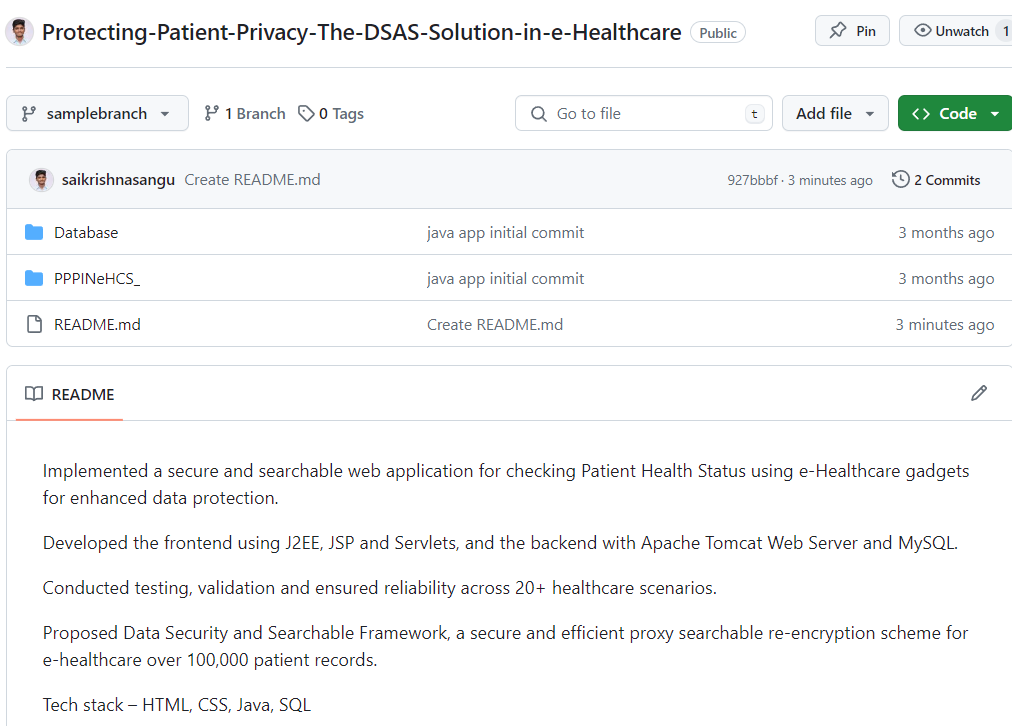 Protecting-Patient-Privacy-The-DSAS-Solution-in-e-Healthcare Public Pin Unwatch 1
samplebranch 1 Branch 0 Tags Go to file t Add file Code
saikrishnasangu Create README.md 927bbbf · 3 minutes ago 2 Commits
Database java app initial commit 3 months ago
PPPINeHCS_ java app initial commit 3 months ago
README.md Create README.md 3 minutes ago
README
Implemented a secure and searchable web application for checking Patient Health Status using e-Healthcare gadgets
for enhanced data protection.
Developed the frontend using J2EE, JSP and Servlets, and the backend with Apache Tomcat Web Server and MySQL.
Conducted testing, validation and ensured reliability across 20+ healthcare scenarios.
Proposed Data Security and Searchable Framework, a secure and efficient proxy searchable re-encryption scheme for
e-healthcare over 100,000 patient records.
Tech stack – HTML, CSS, Java, SQL